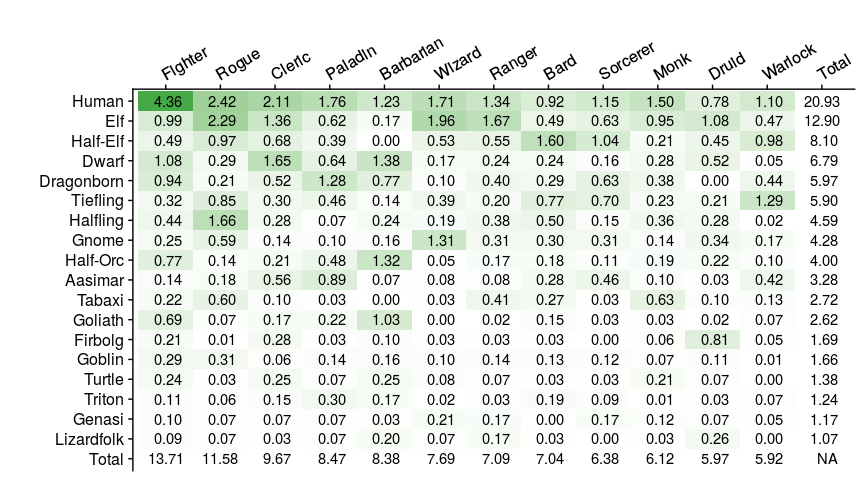 Fighter Rogue Cleric Paladin Barbarian Wizard Ranger Bard Sorcerer Monk Druid Warlock Total
Human 4.36 2.42 2.11 1.76 1.23 1.71 1.34 0.92 1.15 1.50 0.78 1.10 20.93
Elf 0.99 2.29 1.36 0.62 0.17 1.96 1.67 0.49 0.63 0.95 1.08 0.47 12.90
Half-Elf 0.49 0.97 0.68 0.39 0.00 0.53 0.55 1.60 1.04 0.21 0.45 0.98 8.10
Dwarf 1.08 0.29 1.65 0.64 1.38 0.17 0.24 0.24 0.16 0.28 0.52 0.05 6.79
Dragonborn 0.94 0.21 0.52 1.28 0.77 0.10 0.40 0.29 0.63 0.38 0.00 0.44 5.97
Tiefling 0.32 0.85 0.30 0.46 0.14 0.39 0.20 0.77 0.70 0.23 0.21 1.29 5.90
Halfling 0.44 1.66 0.28 0.07 0.24 0.19 0.38 0.50 0.15 0.36 0.28 0.02 4.59
Gnome 0.25 0.59 0.14 0.10 0.16 1.31 0.31 0.30 0.31 0.14 0.34 0.17 4.28
Half-Orc 0.77 0.14 0.21 0.48 1.32 0.05 0.17 0.18 0.11 0.19 0.22 0.10 4.00
Aasimar 0.14 0.18 0.56 0.89 0.07 0.08 0.08 0.28 0.46 0.10 0.03 0.42 3.28
Tabaxi 0.22 0.60 0.10 0.03 0.00 0.03 0.41 0.27 0.03 0.63 0.10 0.13 2.72
Goliath 0.69 0.07 0.17 0.22 1.03 0.00 0.02 0.15 0.03 0.03 0.02 0.07 2.62
Firbolg 0.21 0.01 0.28 0.03 0.10 0.03 0.03 0.03 0.00 0.06 0.81 0.05 1.69
Goblin 0.29 0.31 0.06 0.14 0.16 0.10 0.14 0.13 0.12 0.07 0.11 0.01 1.66
Turtle 0.24 0.03 0.25 0.07 0.25 0.08 0.07 0.03 0.03 0.21 0.07 0.00 1.38
Triton 0.11 0.06 0.15 0.30 0.17 0.02 0.03 0.19 0.09 0.01 0.03 0.07 1.24
Genasi 0.10 0.07 0.07 0.07 0.03 0.21 0.17 0.00 0.17 0.12 0.07 0.05 1.17
Lizardfolk 0.09 0.07 0.03 0.07 0.20 0.07 0.17 0.03 0.00 0.03 0.26 0.00 1.07
Total 13.71 11.58 9.67 8.47 8.38 7.69 7.09 7.04 6.38 6.12 5.97 5.92 NA